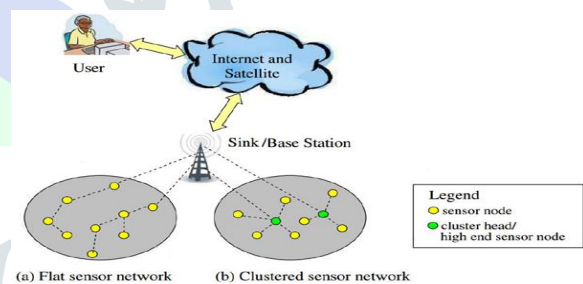 User
Internet and
Satellite
Sink/Base Station
Legend
sensor node
cluster head/
high end sensor node
(a) Flat sensor network
(b) Clustered sensor network